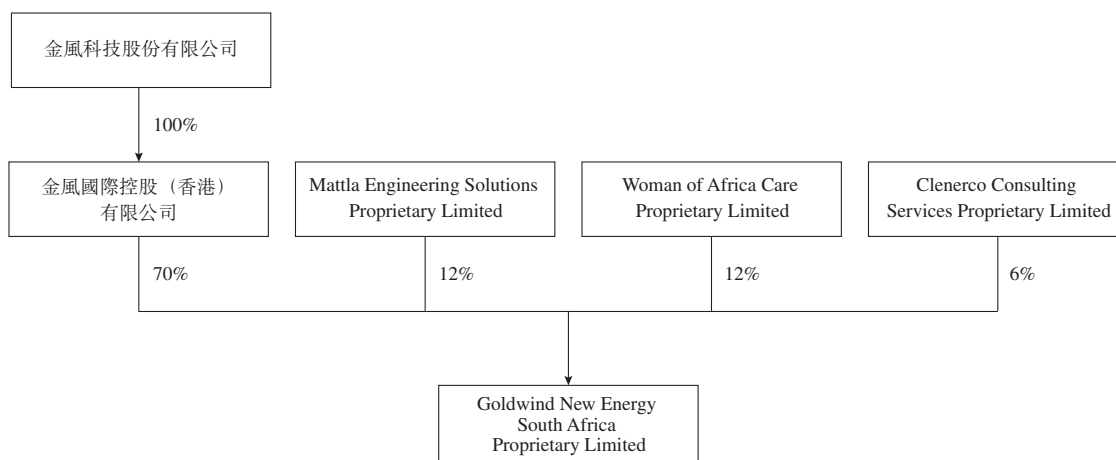 金風科技股份有限公司
100%
金風國際控股（香港）
有限公司
Mattla Engineering Solutions
Proprietary Limited
Woman of Africa Care
Proprietary Limited
Clenerco Consulting
Services Proprietary Limited
70%
12%
12%
6%
Goldwind New Energy
South Africa
Proprietary Limited